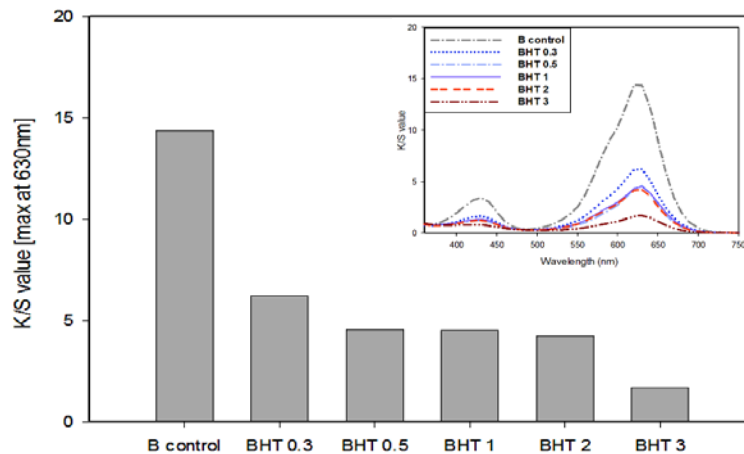 K/S value [max at 630nm]
20
15
10
5
0
B control
BHT 0.3
BHT 0.5
BHT 1
BHT 2
BHT 3
K/S value
20
15
10
5
0
B control
BHT 0.3
BHT 0.5
BHT 1
BHT 2
BHT 3
400 450 500 550 600 650 700 750
Wavelength (nm)